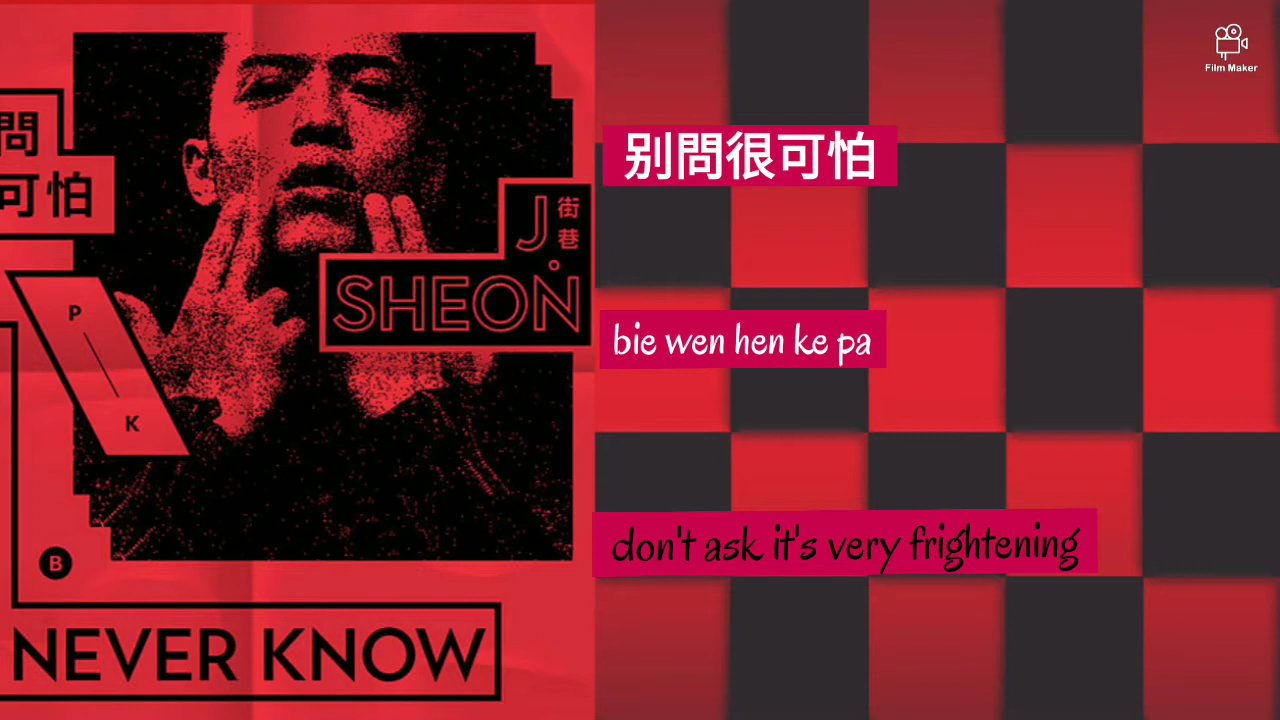 問
可怕
J
街
巷
SHEON
P
K
B
NEVER KNOW
Film Maker
别問很可怕
bie wen hen ke pa
don't ask it's very frightening